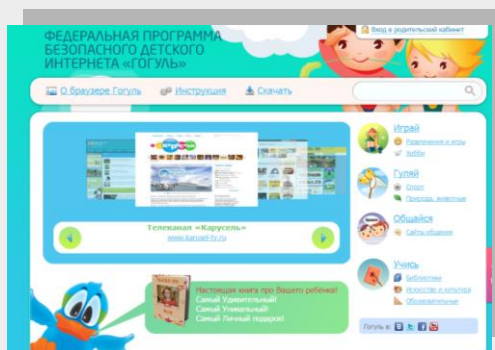 ФЕДЕРАЛЬНАЯ ПРОГРАММА
БЕЗОПАСНОГО ДЕТСКОГО
ИНТЕРНЕТА «ГОГУЛЬ»
Вход в родительский кабинет
О браузере Гогуль
Инструкция
Скачать
Телеканал «Карусель»
www.karusel-tv.ru
Играй
Развлечения и игры
Хобби
Гуляй
Спорт
Природа, животные
Общайся
Сайты общения
Учись
Библиотеки
Искусство и культура
Образовательные
Гогуль в:
Настоящая книга про Вашего ребенка!
Самый Удивительный!
Самый Уникальный!
Самый Личный подарок!